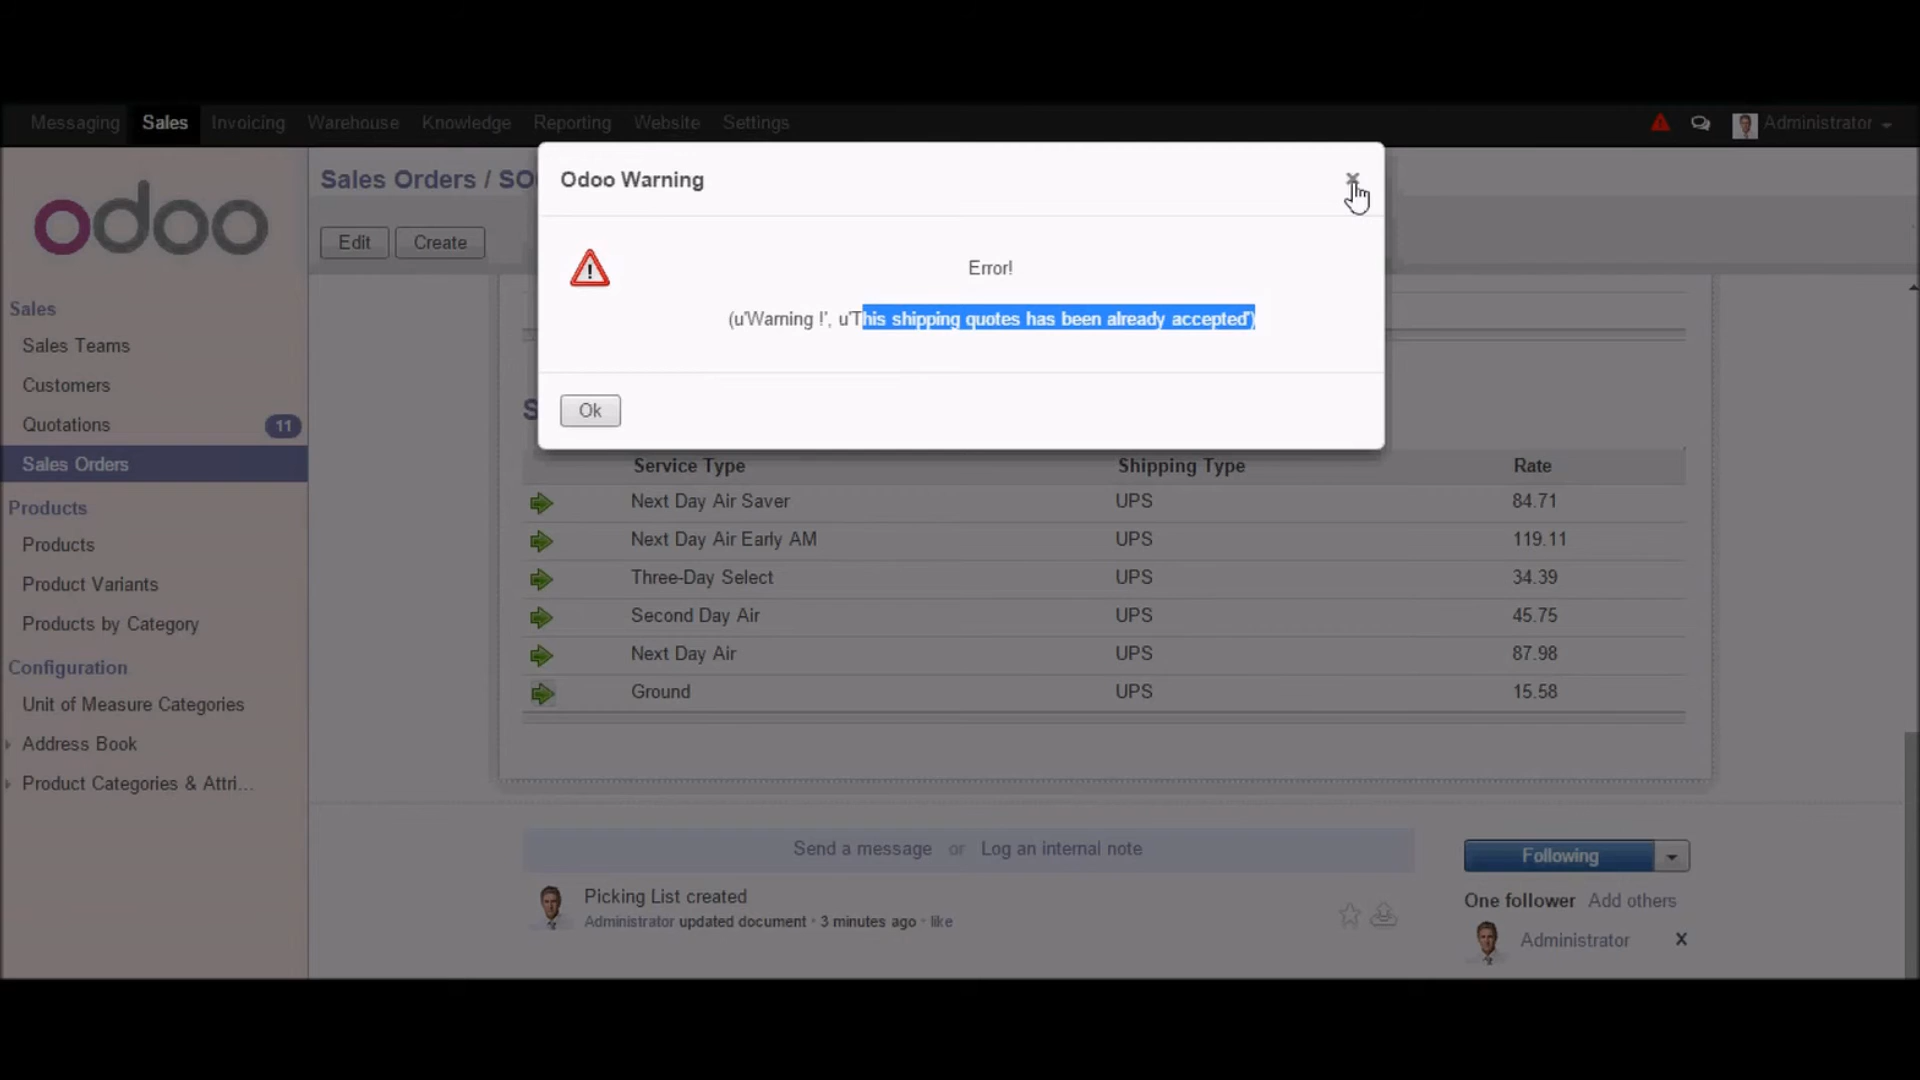 Messaging Sales Invoicing Warehouse Knowledge Reporting Website Settings Administrator
odoo
Sales Orders / SO
Edit Create
Odoo Warning
Error!
(u'Warning !', u'This shipping quotes has been already accepted')
Ok
Sales
Sales Teams
Customers
Quotations 11
Sales Orders
Products
Products
Product Variants
Products by Category
Configuration
Unit of Measure Categories
Address Book
Product Categories & Attri...
S
Service Type Shipping Type Rate
Next Day Air Saver UPS 84.71
Next Day Air Early AM UPS 119.11
Three-Day Select UPS 34.39
Second Day Air UPS 45.75
Next Day Air UPS 87.98
Ground UPS 15.58
Send a message or Log an internal note
Picking List created
Administrator updated document · 3 minutes ago · like
Following
One follower Add others
Administrator X